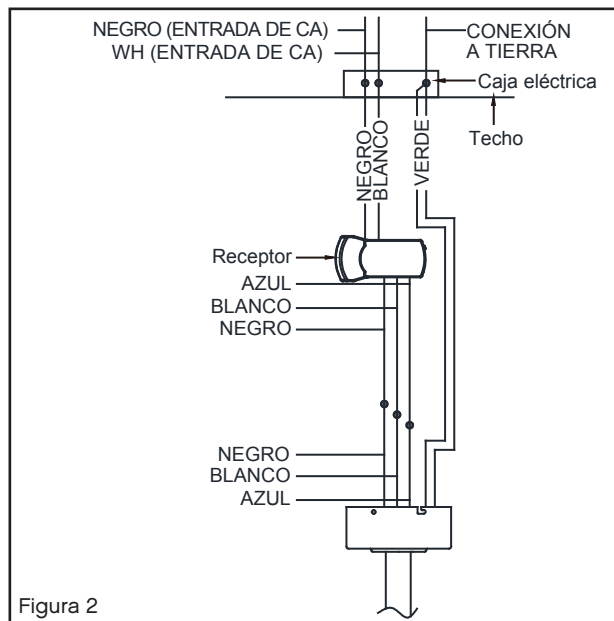 NEGRO (ENTRADA DE CA)
WH (ENTRADA DE CA)
CONEXIÓN
A TIERRA
Caja eléctrica
Techo
NEGRO
BLANCO
VERDE
Receptor
AZUL
BLANCO
NEGRO
NEGRO
BLANCO
AZUL
Figura 2